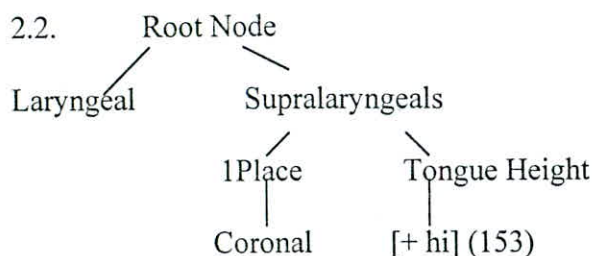 2.2. Root Node
Laryngeal Supralaryngeals
1Place Tongue Height
Coronal [+ hi] (153)